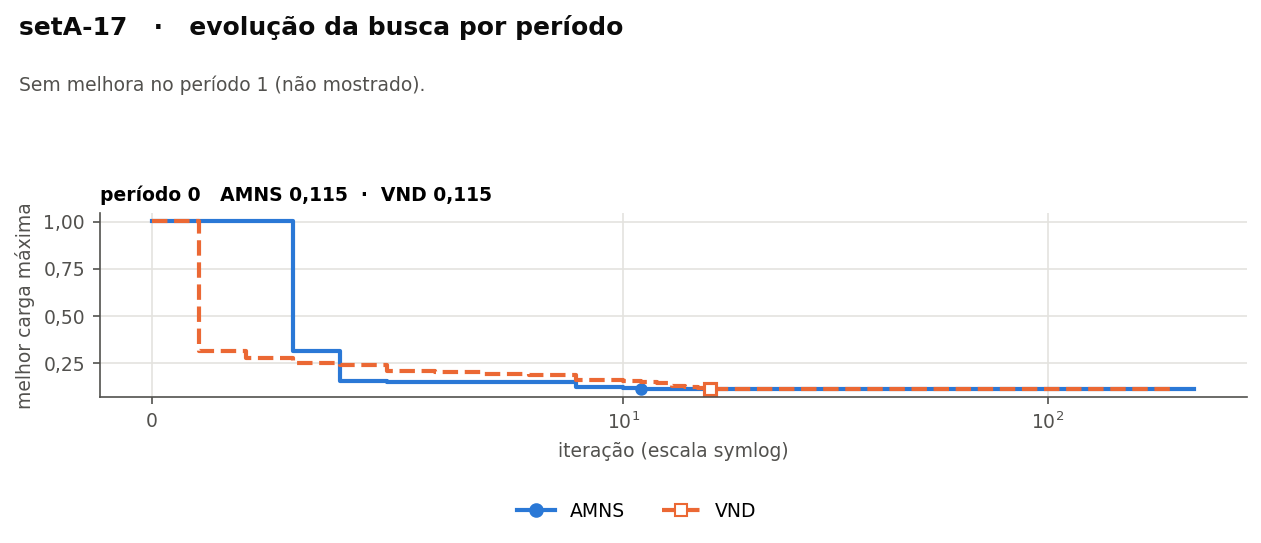 setA-17 · evolução da busca por período
Sem melhora no período 1 (não mostrado).
período 0 AMNS 0,115 · VND 0,115
melhor carga máxima
1,00
0,75
0,50
0,25
0 10¹ 10²
iteração (escala symlog)
AMNS VND